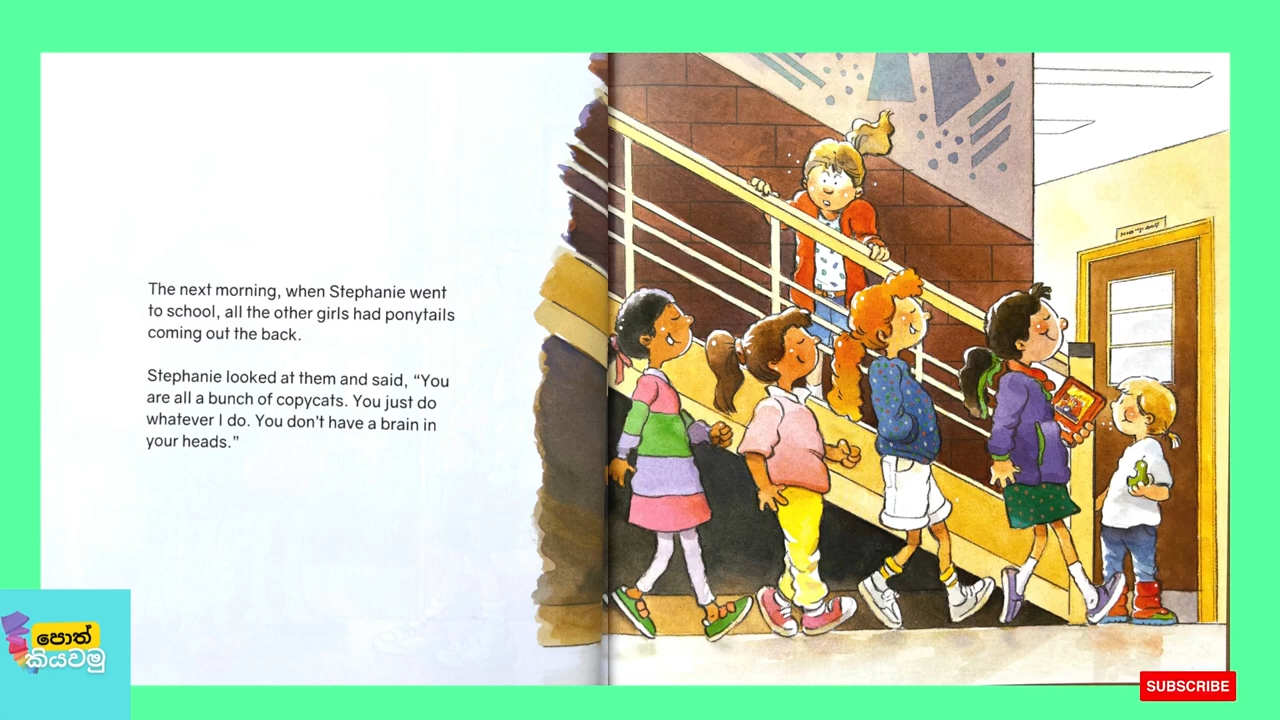 The next morning, when Stephanie went
to school, all the other girls had ponytails
coming out the back.
Stephanie looked at them and said, “You
are all a bunch of copycats. You just do
whatever I do. You don’t have a brain in
your heads.”
පොත්
කියවමු
SUBSCRIBE